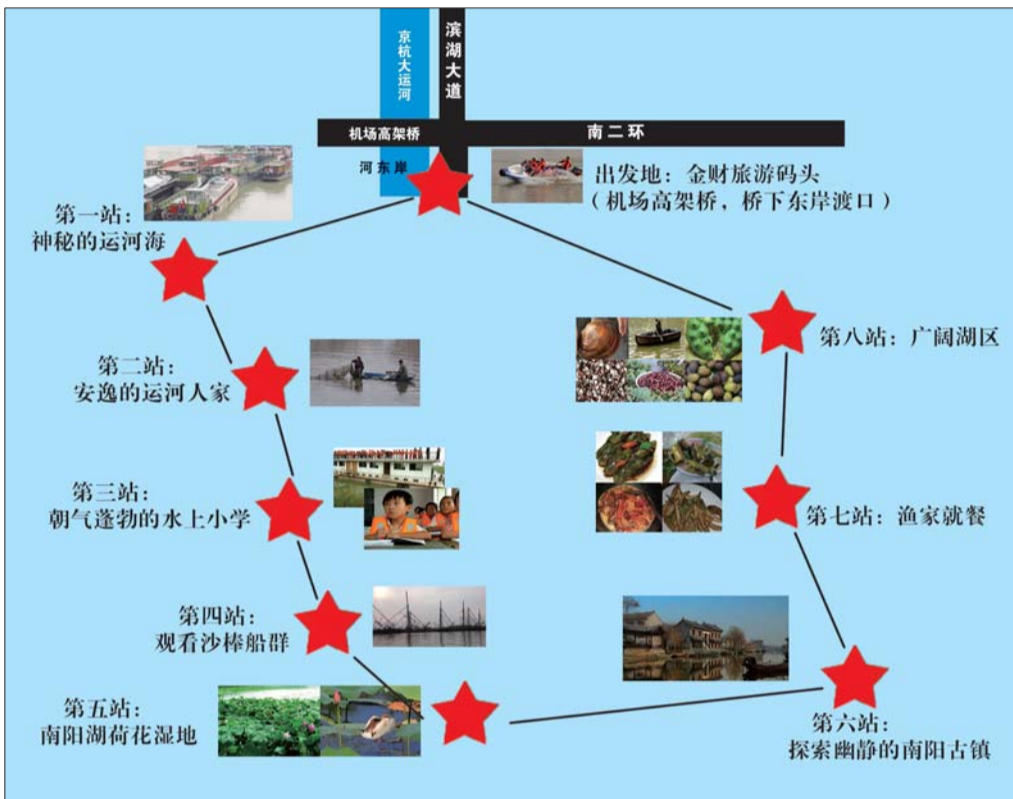 京杭大运河
滨湖大道
机场高架桥
南二环
河东岸
出发地：金财旅游码头
（机场高架桥，桥下东岸渡口）
第一站：
神秘的运河海
第二站：
安逸的运河人家
第三站：
朝气蓬勃的水上小学
第四站：
观看沙棒船群
第五站：
南阳湖荷花湿地
第六站：
探索幽静的南阳古镇
第七站：渔家就餐
第八站：广阔湖区